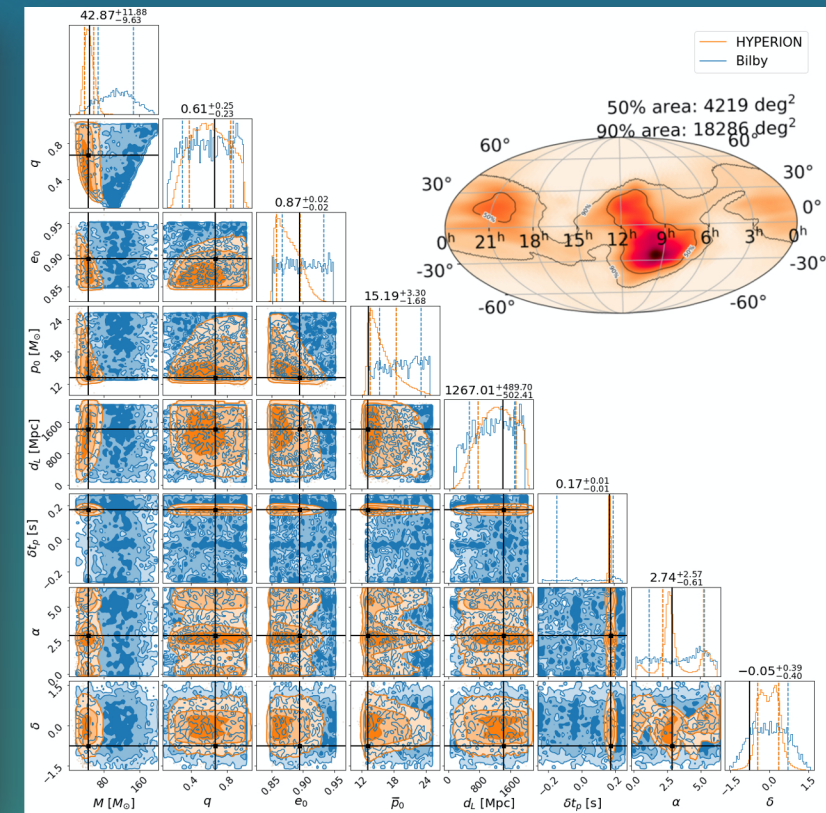 42.87+11.88−9.63
HYPERION
Bilby
0.61+0.25−0.23
50% area: 4219 deg²
90% area: 18286 deg²
q
0.8
0.4
60°
60°
0.87+0.02−0.02
30°
30°
e₀
0.95
0.90
0.85
0°
0h 21h 18h 15h 12h 9h 6h 3h 0h
50%
90%
50%
90%
-30°
-30°
15.19+3.30−1.68
-60°
-60°
p₀ [M⊙]
24
18
12
1267.01+489.70−502.41
dL [Mpc]
1600
800
0
0.17+0.01−0.01
δtp [s]
0.2
0.0
−0.2
2.74+2.57−0.61
α
5.0
2.5
0.0
−0.05+0.39−0.40
δ
1.5
0.0
−1.5
80 160
0.4 0.8
0.85 0.90 0.95
12 18 24
0 800 1600
−0.2 0.0 0.2
0.0 2.5 5.0
−1.5 0.0 1.5
M [M⊙] q e₀ p̅₀ dL [Mpc] δtp [s] α δ